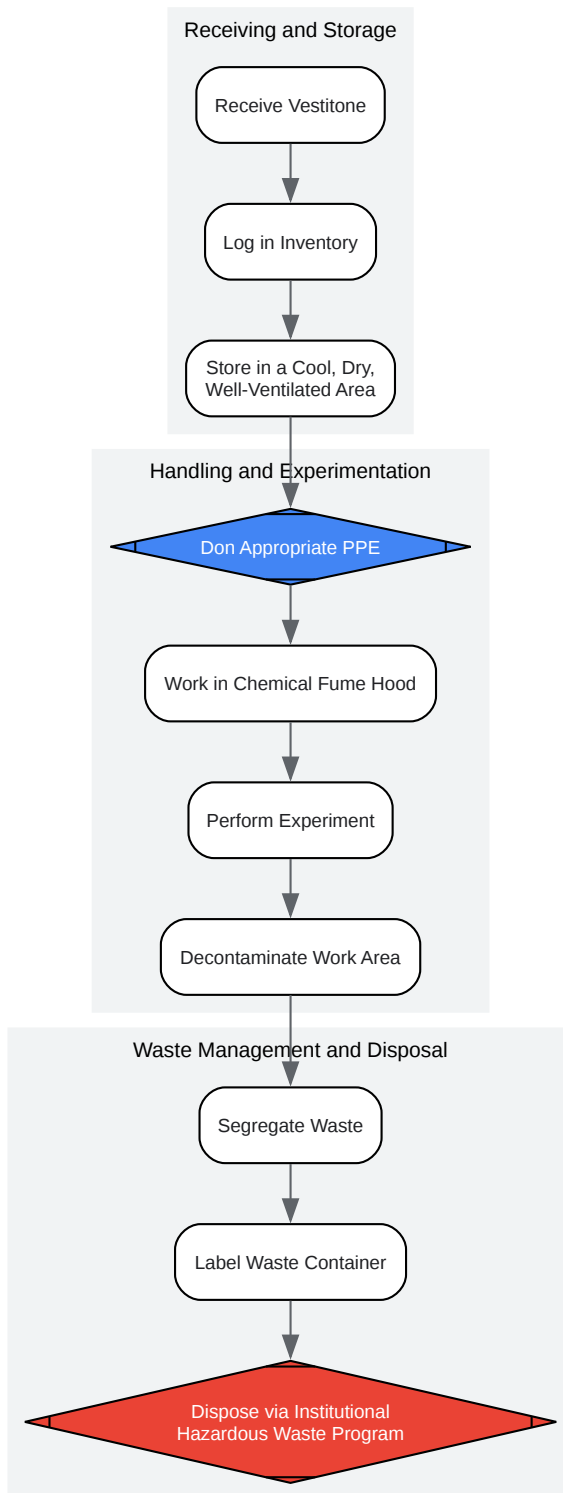 Receiving and Storage
Receive Vestitone
Log in Inventory
Store in a Cool, Dry,
Well-Ventilated Area
Handling and Experimentation
Don Appropriate PPE
Work in Chemical Fume Hood
Perform Experiment
Decontaminate Work Area
Waste Management and Disposal
Segregate Waste
Label Waste Container
Dispose via Institutional
Hazardous Waste Program